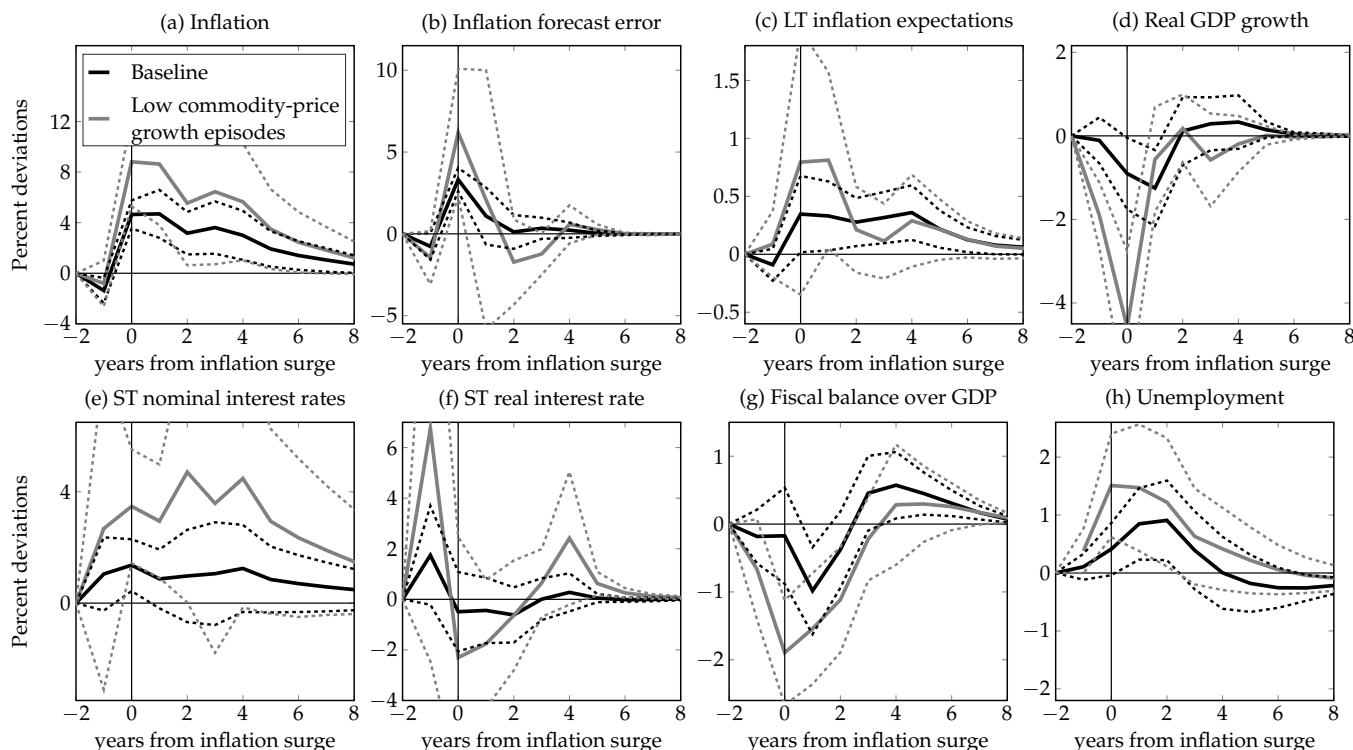 (a) Inflation
(b) Inflation forecast error
(c) LT inflation expectations
(d) Real GDP growth
Baseline
Low commodity-price
growth episodes
Percent deviations
12
8
4
0
−4
−2 0 2 4 6 8
years from inflation surge
10
5
0
−5
−2 0 2 4 6 8
years from inflation surge
1.5
1
0.5
0
−0.5
−2 0 2 4 6 8
years from inflation surge
2
0
−2
−4
−2 0 2 4 6 8
years from inflation surge
(e) ST nominal interest rates
(f) ST real interest rate
(g) Fiscal balance over GDP
(h) Unemployment
Percent deviations
4
0
−2 0 2 4 6 8
years from inflation surge
6
4
2
0
−2
−4
−2 0 2 4 6 8
years from inflation surge
1
0
−1
−2
−2 0 2 4 6 8
years from inflation surge
2
1
0
−1
−2
−2 0 2 4 6 8
years from inflation surge